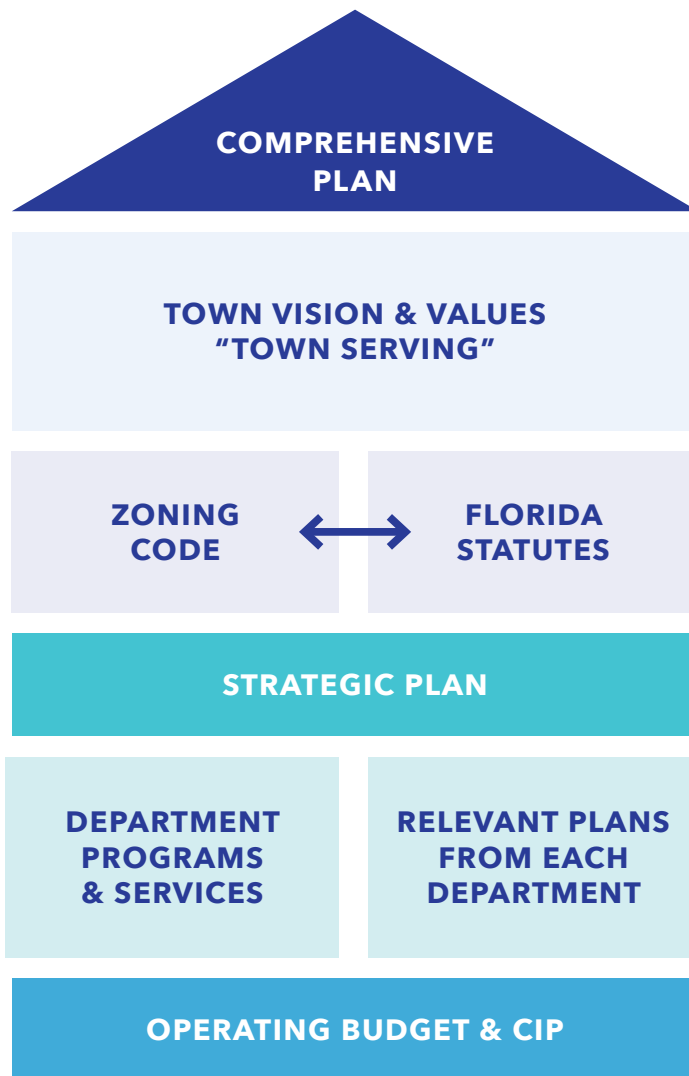 COMPREHENSIVE
PLAN
TOWN VISION & VALUES
“TOWN SERVING”
ZONING
CODE
FLORIDA
STATUTES
STRATEGIC PLAN
DEPARTMENT
PROGRAMS
& SERVICES
RELEVANT PLANS
FROM EACH
DEPARTMENT
OPERATING BUDGET & CIP